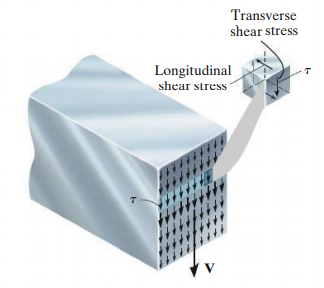 Transverse
shear stress
Longitudinal
shear stress
τ
τ
V